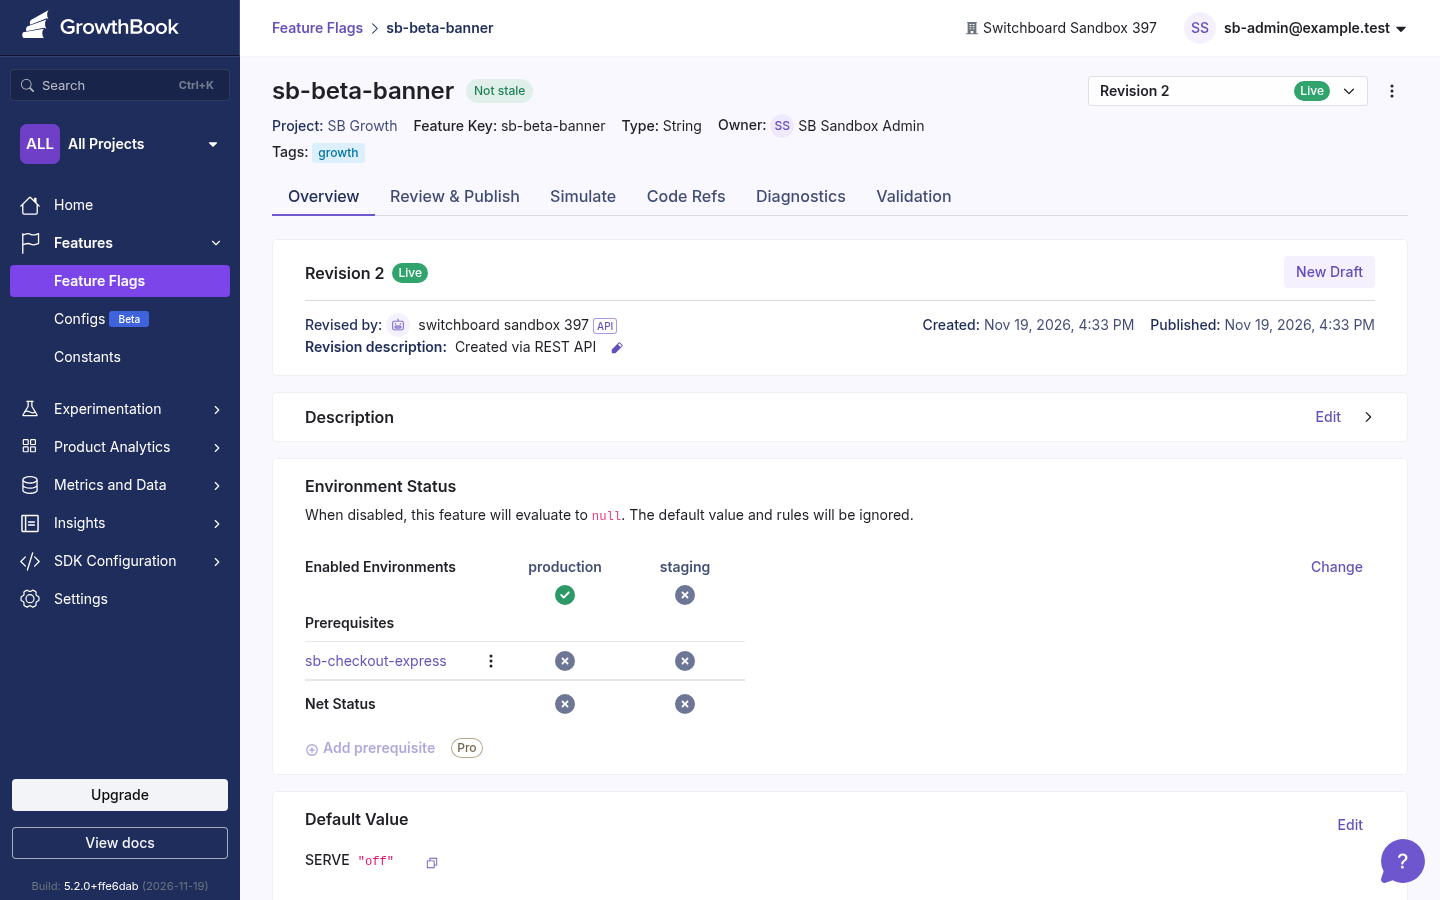 GrowthBook
Feature Flags > sb-beta-banner
Switchboard Sandbox 397
SS sb-admin@example.test
Search Ctrl+K
ALL All Projects
Home
Features
Feature Flags
Configs Beta
Constants
Experimentation
Product Analytics
Metrics and Data
Insights
SDK Configuration
Settings
Upgrade
View docs
Build: 5.2.0+ffe6dab (2026-11-19)
sb-beta-banner Not stale
Revision 2 Live
Project: SB Growth Feature Key: sb-beta-banner Type: String Owner: SS SB Sandbox Admin
Tags: growth
Overview Review & Publish Simulate Code Refs Diagnostics Validation
Revision 2 Live New Draft
Revised by: switchboard sandbox 397 API Created: Nov 19, 2026, 4:33 PM Published: Nov 19, 2026, 4:33 PM
Revision description: Created via REST API
Description Edit
Environment Status
When disabled, this feature will evaluate to null. The default value and rules will be ignored.
Enabled Environments production staging Change
Prerequisites
sb-checkout-express
Net Status
Add prerequisite Pro
Default Value Edit
SERVE "off"
?